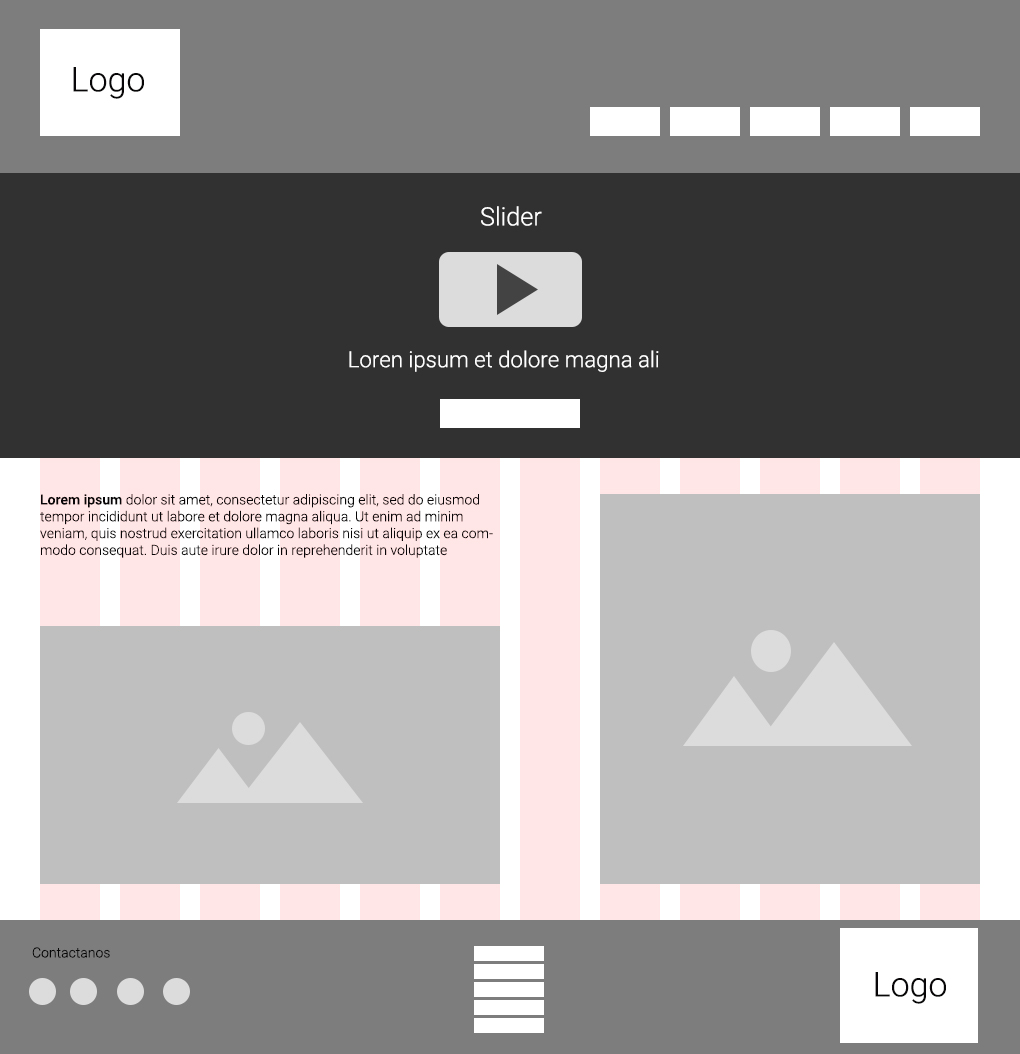 Logo
Slider
Loren ipsum et dolore magna ali
Lorem ipsum dolor sit amet, consectetur adipiscing elit, sed do eiusmod
tempor incididunt ut labore et dolore magna aliqua. Ut enim ad minim
veniam, quis nostrud exercitation ullamco laboris nisi ut aliquip ex ea com-
modo consequat. Duis aute irure dolor in reprehenderit in voluptate
Contactanos
Logo